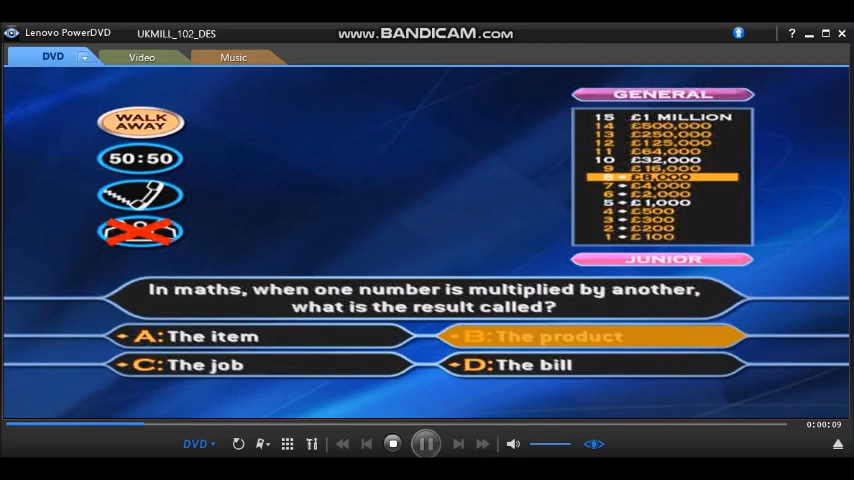 Lenovo PowerDVD
UKMILL_102_DES
www.BANDICAM.com
DVD
Video
Music
WALK
AWAY
50:50
GENERAL
15 £1 MILLION
14 £500,000
13 £250,000
12 £125,000
11 £64,000
10 £32,000
9 £16,000
8 £8,000
7 £4,000
6 £2,000
5 £1,000
4 £500
3 £300
2 £200
1 £100
JUNIOR
In maths, when one number is multiplied by another,
what is the result called?
A: The item
B: The product
C: The job
D: The bill
0:00:09
DVD